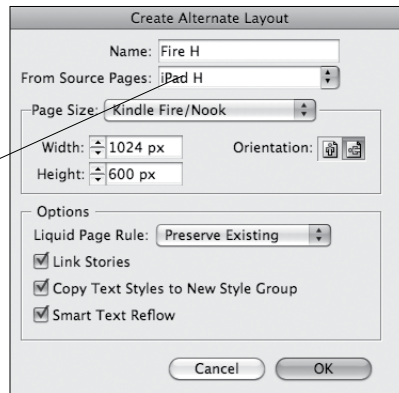 Create Alternate Layout
Name: Fire H
From Source Pages: iPad H
Page Size: Kindle Fire/Nook
Width: 1024 px Orientation:
Height: 600 px
Options
Liquid Page Rule: Preserve Existing
Link Stories
Copy Text Styles to New Style Group
Smart Text Reflow
Cancel OK